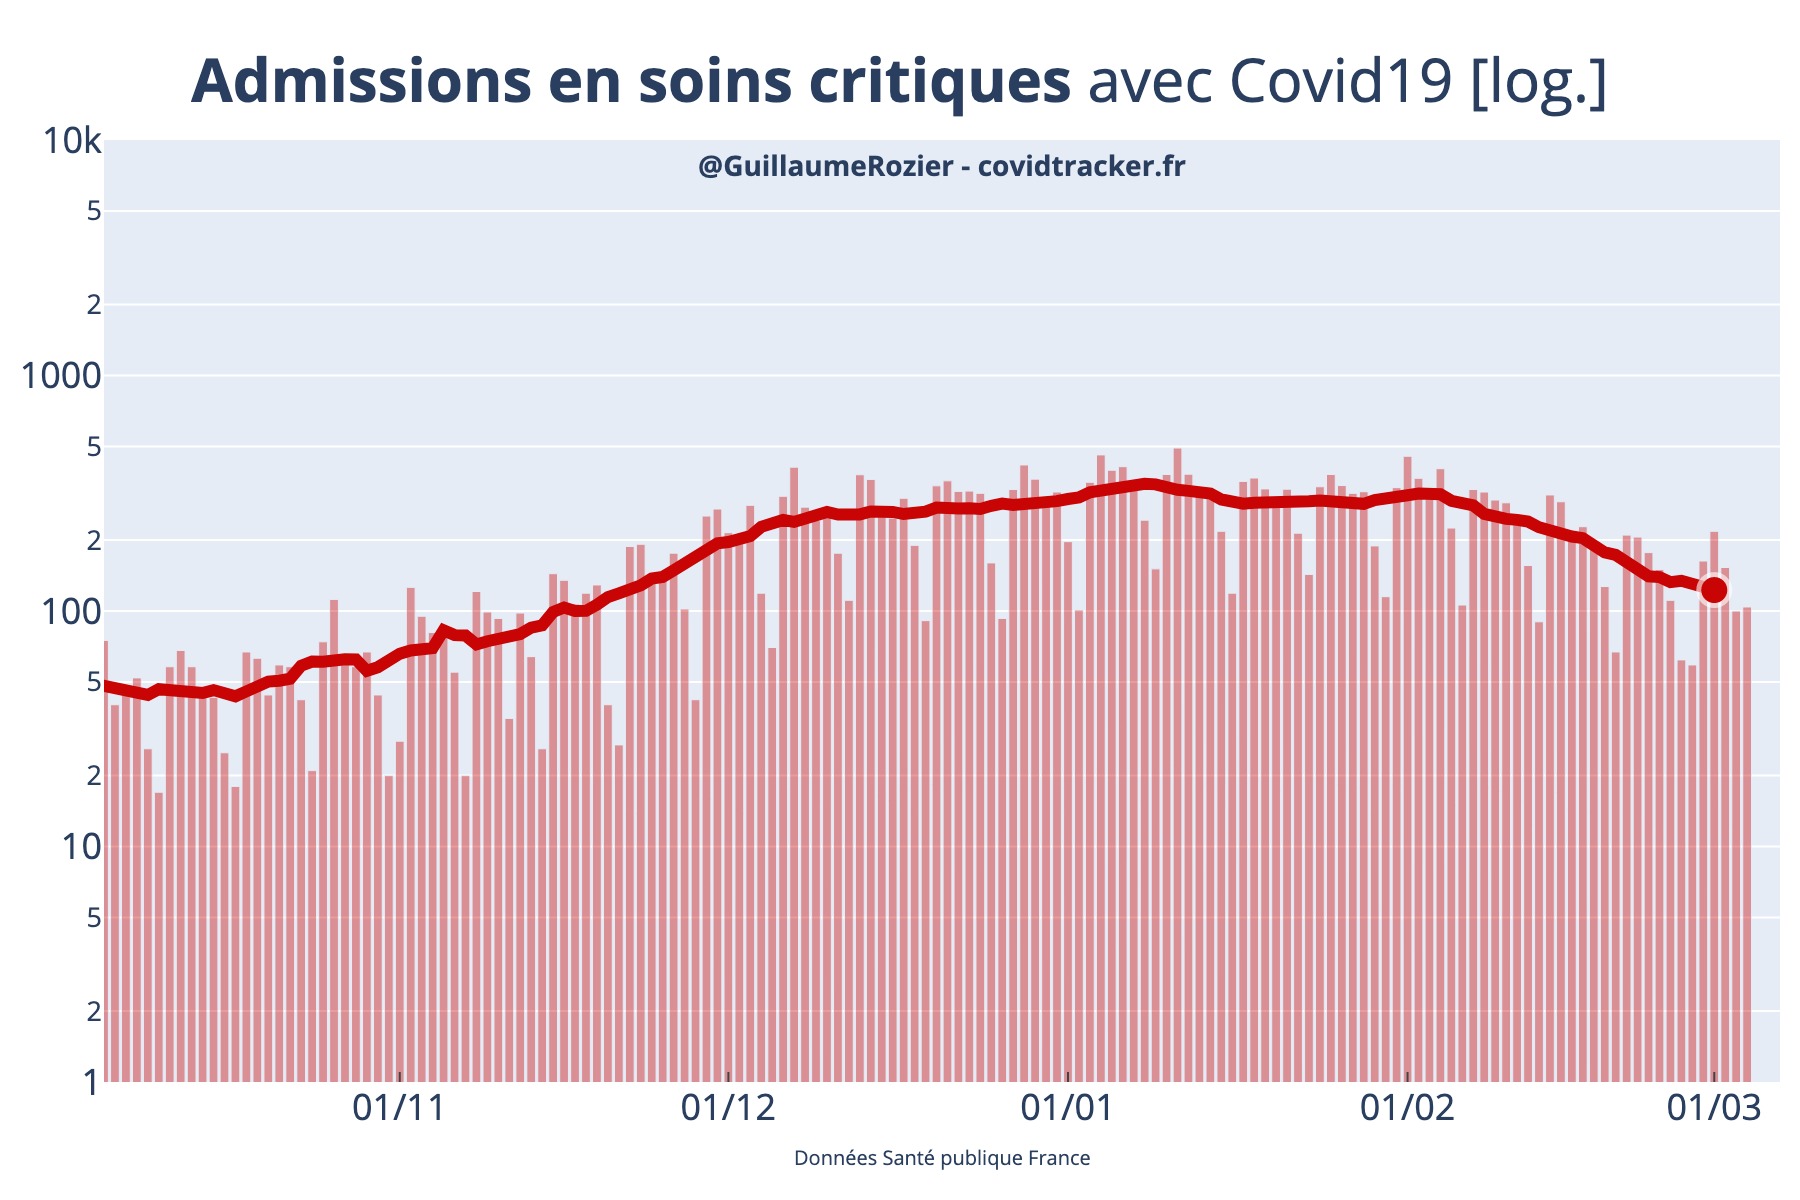 Admissions en soins critiques avec Covid19 [log.]
@GuillaumeRozier - covidtracker.fr
10k
5
2
1000
5
2
100
5
2
10
5
2
1
01/11 01/12 01/01 01/02 01/03
Données Santé publique France